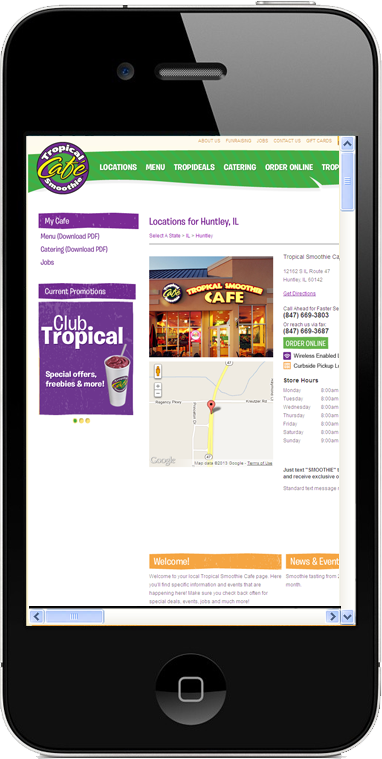 ABOUT US FUNDRAISING JOBS CONTACT US GIFT CARDS
Tropical
Cafe
Smoothie
LOCATIONS MENU TROPIDEALS CATERING ORDER ONLINE TROP
My Cafe
Menu (Download PDF)
Catering (Download PDF)
Jobs
Current Promotions
Club
Tropical
Special offers,
freebies & more!
Locations for Huntley, IL
Select A State > IL > Huntley
TROPICAL SMOOTHIE
CAFE
Regency Pkwy
Kreutzer Rd
47
47
Google
Map data ©2013 Google - Terms of Use
Tropical Smoothie Ca
12162 S IL Route 47
Huntley, IL 60142
Get Directions
Call Ahead for Faster Se
(847) 669-3803
Or reach us via fax
(847) 669-3687
ORDER ONLINE
Wireless Enabled
Curbside Pickup L
Store Hours
Monday 8:00am
Tuesday 8:00am
Wednesday 8:00am
Thursday 8:00am
Friday 8:00am
Saturday 8:00am
Sunday 9:00am
Just text "SMOOTHIE"
and receive exclusive o
Standard text message
Welcome!
Welcome to your local Tropical Smoothie Cafe page. Here
you'll find specific information and events that are
happening here! Make sure you check back often for
special deals, events, jobs and much more!
News & Event
Smoothie tasting from 2
month.